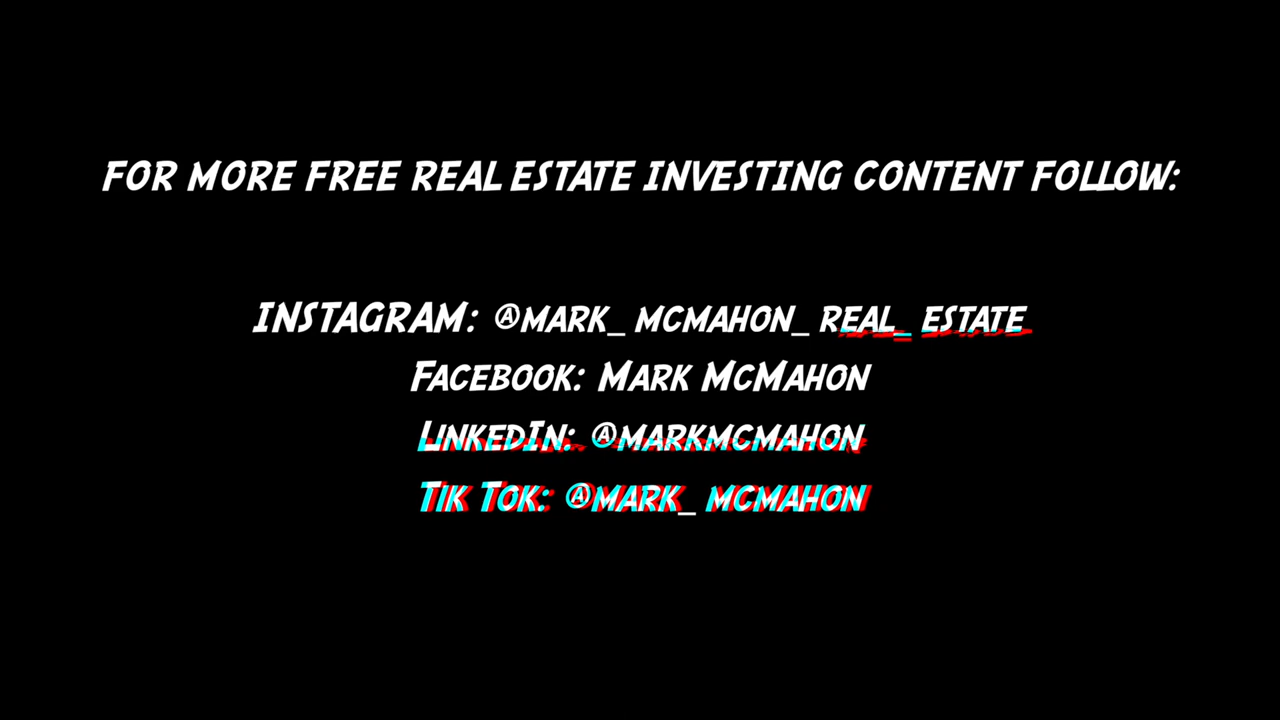 FOR MORE FREE REAL ESTATE INVESTING CONTENT FOLLOW:
INSTAGRAM: @MARK_ MCMAHON_ REAL_ ESTATE
FACEBOOK: MARK MCMAHON
LINKEDIN: @MARKMCMAHON
TIK TOK: @MARK_ MCMAHON